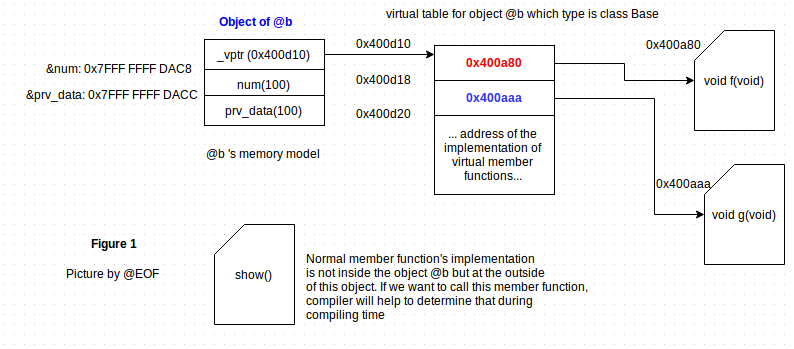 virtual table for object @b which type is class Base
Object of @b
_vptr (0x400d10)
num(100)
prv_data(100)
&num: 0x7FFF FFFF DAC8
&prv_data: 0x7FFF FFFF DACC
@b 's memory model
0x400d10
0x400d18
0x400d20
0x400a80
0x400aaa
... address of the
implementation of
virtual member
functions...
0x400a80
void f(void)
0x400aaa
void g(void)
Figure 1
Picture by @EOF
show()
Normal member function's implementation
is not inside the object @b but at the outside
of this object. If we want to call this member function,
compiler will help to determine that during
compiling time